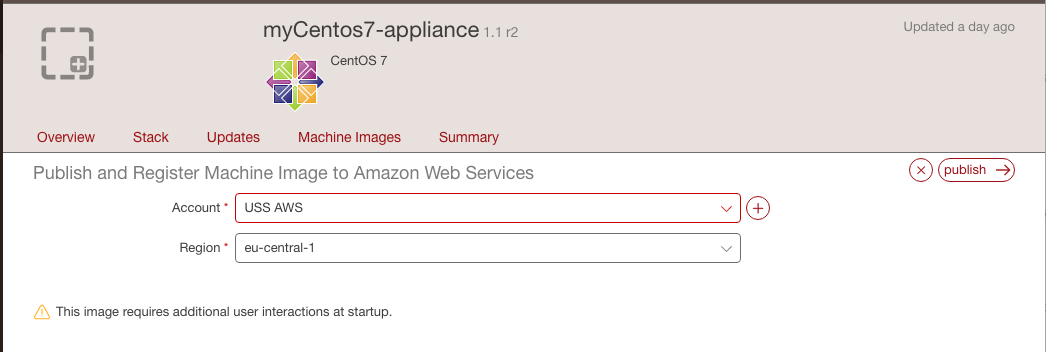 myCentos7-appliance 1.1 r2
Updated a day ago
CentOS 7
Overview Stack Updates Machine Images Summary
Publish and Register Machine Image to Amazon Web Services
publish
Account * USS AWS
Region * eu-central-1
This image requires additional user interactions at startup.